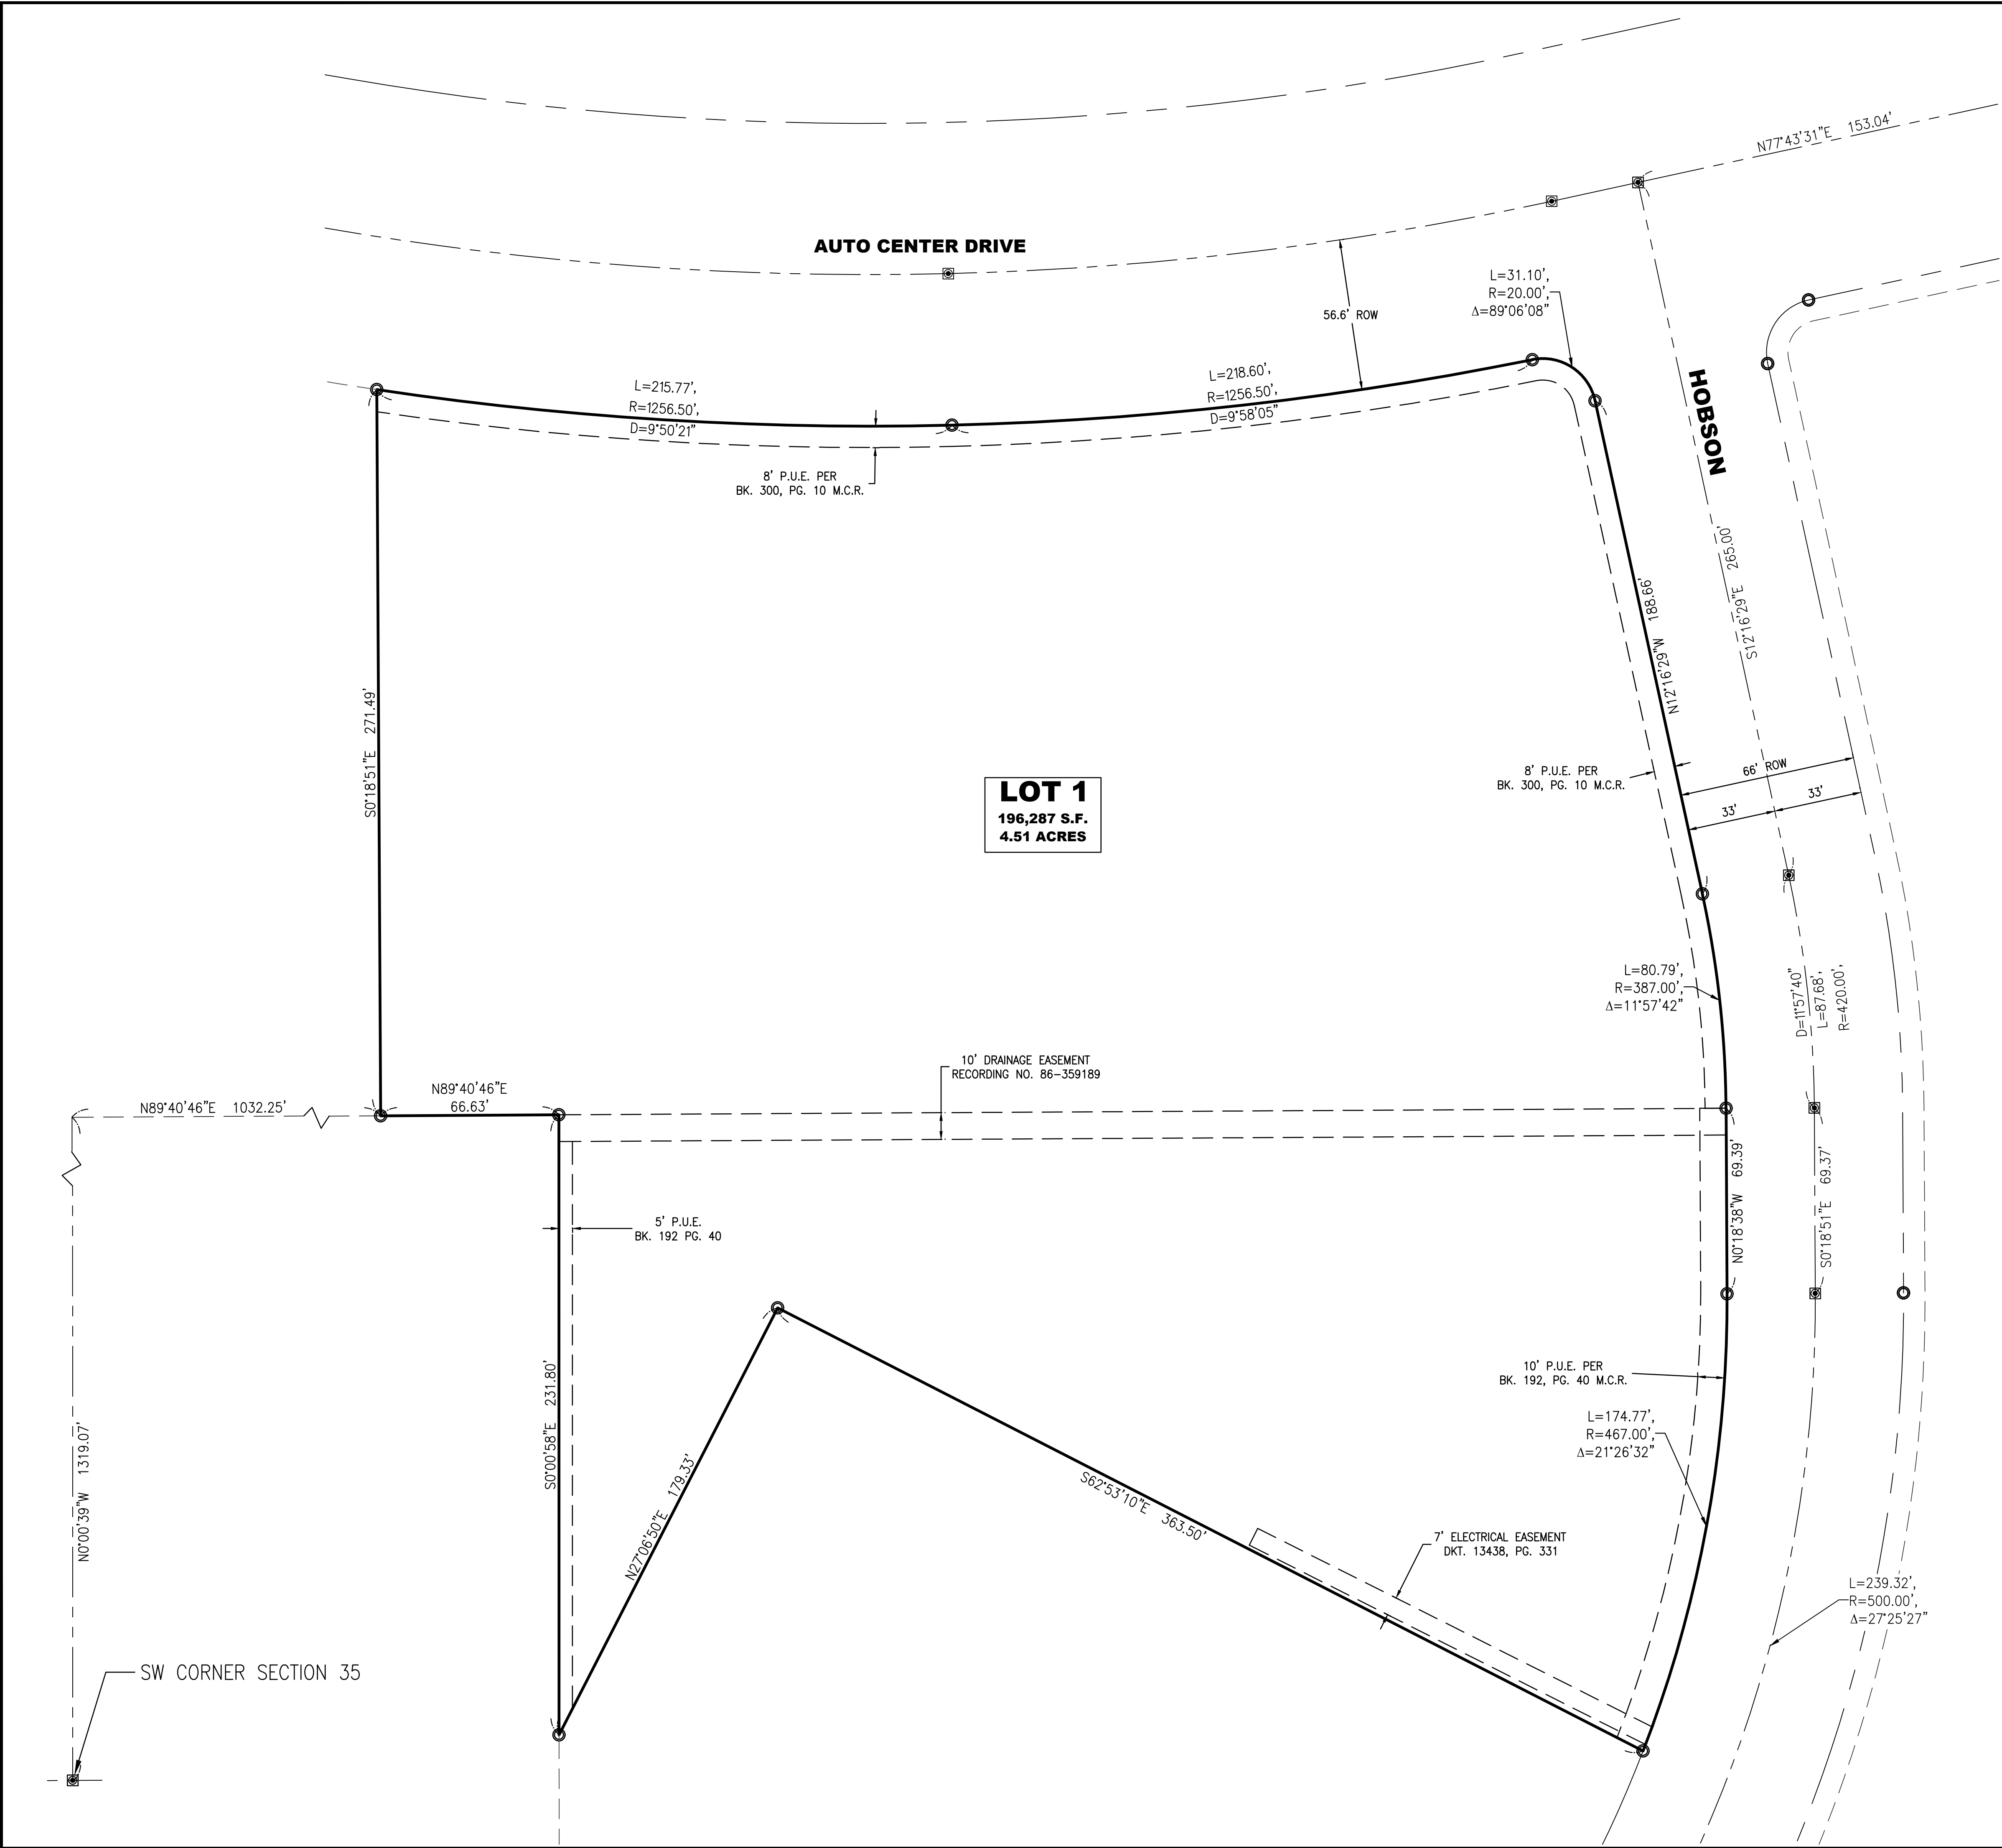 N77°43'31"E 153.04'
AUTO CENTER DRIVE
L=31.10',
R=20.00',
Δ=89°06'08"
56.6' ROW
L=215.77',
R=1256.50',
D=9°50'21"
L=218.60',
R=1256.50',
D=9°58'05"
HOBSON
8' P.U.E. PER
BK. 300, PG. 10 M.C.R.
S12°16'29"E 265.00'
N12°16'29"W 188.66'
S0°18'51"E 271.49'
LOT 1
196,287 S.F.
4.51 ACRES
8' P.U.E. PER
BK. 300, PG. 10 M.C.R.
66' ROW
33'
33'
L=80.79',
R=387.00',
Δ=11°57'42"
D=11°57'40"
L=87.68',
R=420.00',
10' DRAINAGE EASEMENT
RECORDING NO. 86-359189
N89°40'46"E 1032.25'
N89°40'46"E
66.63'
N0°18'38"W 69.39'
S0°18'51"E 69.37'
5' P.U.E.
BK. 192 PG. 40
10' P.U.E. PER
BK. 192, PG. 40 M.C.R.
L=174.77',
R=467.00',
Δ=21°26'32"
N0°00'39"W 1319.07'
S0°00'58"E 231.80'
N27°06'50"E 179.33'
S62°53'10"E 363.50'
7' ELECTRICAL EASEMENT
DKT. 13438, PG. 331
L=239.32',
R=500.00',
Δ=27°25'27"
SW CORNER SECTION 35